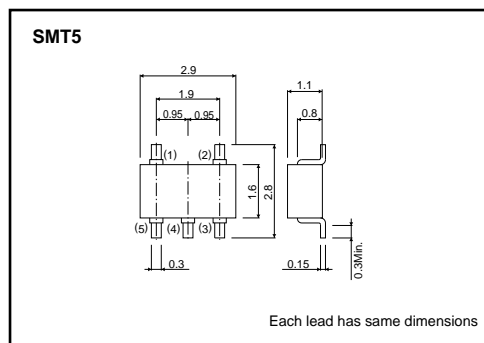 SMT5
2.9
1.9
0.95 0.95
(1) (2)
(5) (4) (3)
0.3
1.6
2.8
1.1
0.8
0.15
0.3Min.
Each lead has same dimensions